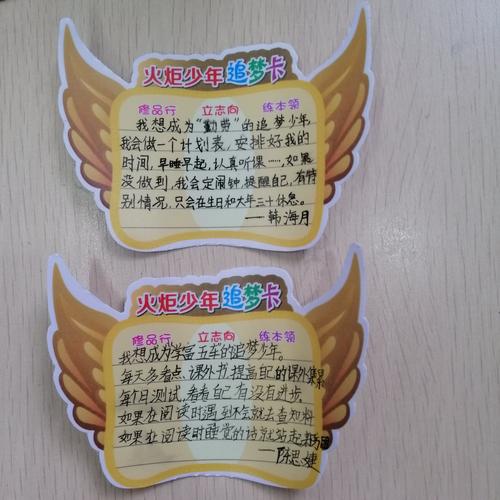 火炬少年追梦卡
修品行 立志向 练本领
我想成为“勤劳”的追梦少年,
我会做一个计划表,安排好我的
时间,早睡早起,认真听课……,如果
没做到,我会定闹钟,提醒自己,有特
别情况,只会在生日和大年三十休息。
——韩海月
火炬少年追梦卡
修品行 立志向 练本领
我想成为学富五车的追梦少年。
每天多看点课外书,提高自己的课外
每个月测试,看看自己有没有进步
如果在阅读时遇到不会就去查资料
如果在阅读时睡觉的话就站起来
——陈思婕